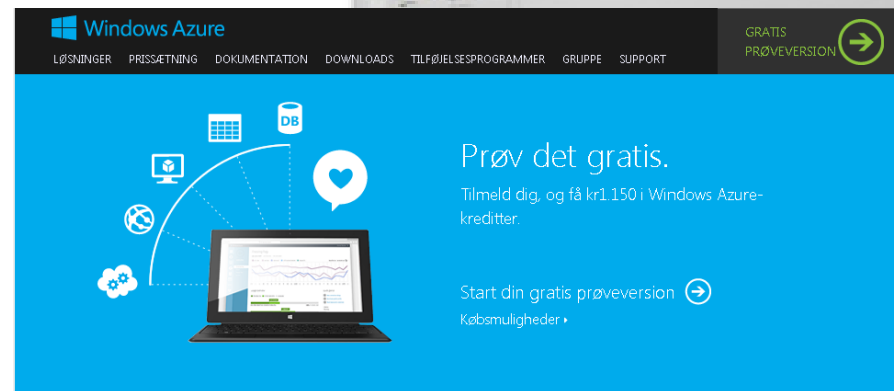 Windows Azure
GRATIS
PRØVEVERSION
LØSNINGER PRISSÆTNING DOKUMENTATION DOWNLOADS TILFØJELSESPROGRAMMER GRUPPE SUPPORT
DB
Prøv det gratis.
Tilmeld dig, og få kr1.150 i Windows Azure-
kreditter.
Start din gratis prøveversion
Købsmuligheder